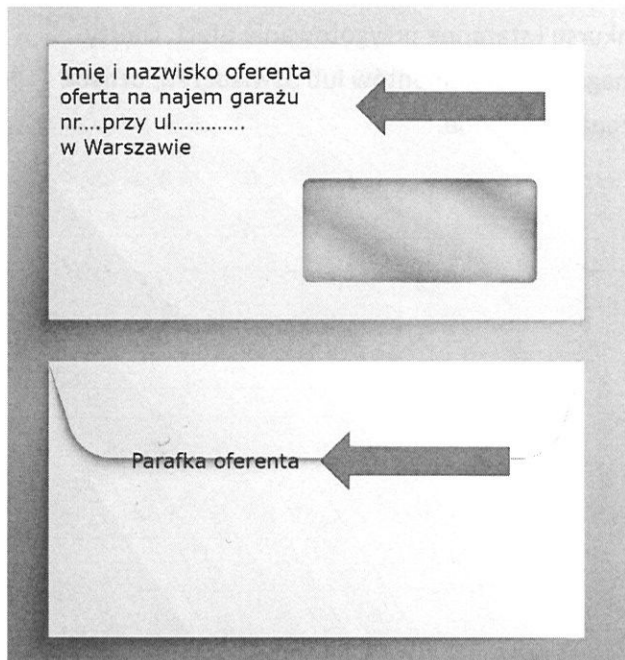 Imię i nazwisko oferenta
oferta na najem garażu
nr....przy ul.............
w Warszawie
Parafka oferenta